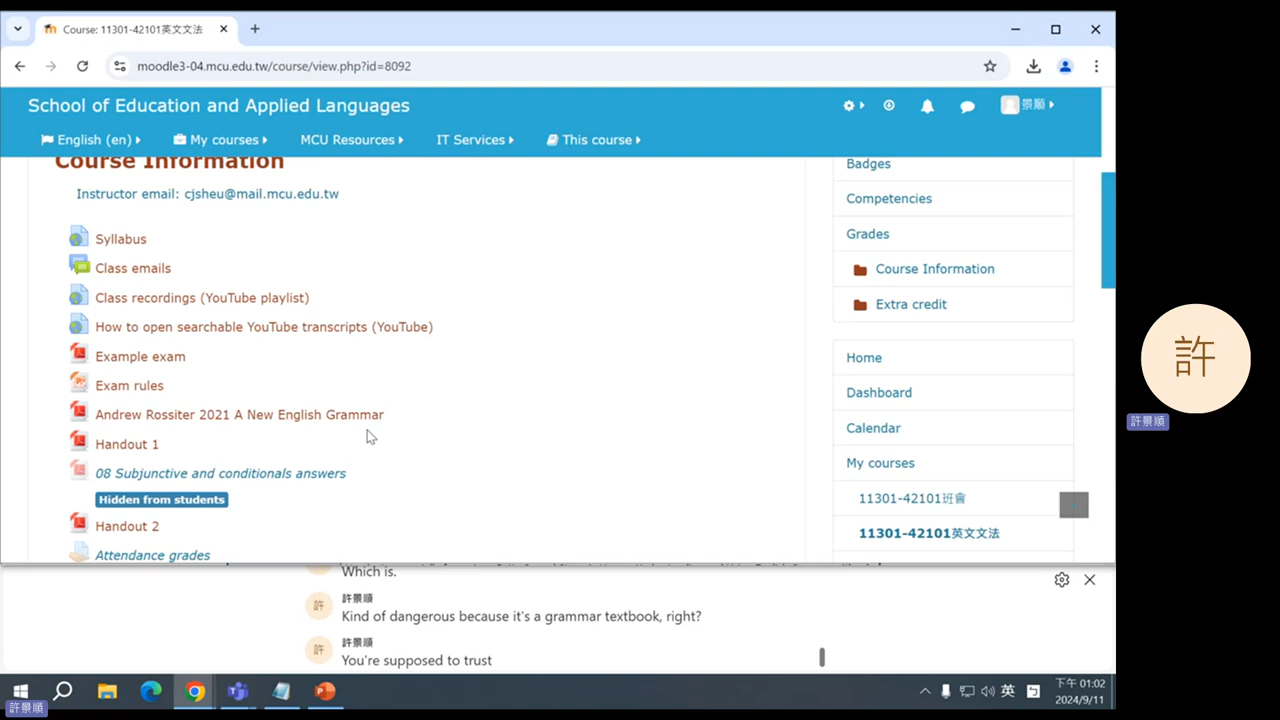 Course: 11301-42101英文文法
moodle3-04.mcu.edu.tw/course/view.php?id=8092
School of Education and Applied Languages
景順
English (en)
My courses
MCU Resources
IT Services
This course
Course Information
Instructor email: cjsheu@mail.mcu.edu.tw
Syllabus
Class emails
Class recordings (YouTube playlist)
How to open searchable YouTube transcripts (YouTube)
Example exam
Exam rules
Andrew Rossiter 2021 A New English Grammar
Handout 1
08 Subjunctive and conditionals answers
Hidden from students
Handout 2
Attendance grades
Badges
Competencies
Grades
Course Information
Extra credit
Home
Dashboard
Calendar
My courses
11301-42101班會
11301-42101英文文法
許
許景順
Which is.
許
許景順
Kind of dangerous because it's a grammar textbook, right?
許
許景順
You're supposed to trust
英
ㄅ
下午 01:02
2024/9/11
許景順